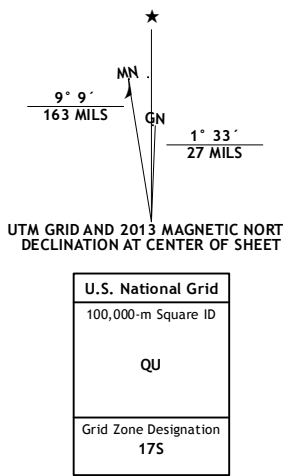 ★
MN
GN
9° 9´
163 MILS
1° 33´
27 MILS
UTM GRID AND 2013 MAGNETIC NORT
DECLINATION AT CENTER OF SHEET
U.S. National Grid
100,000-m Square ID
QU
Grid Zone Designation
17S